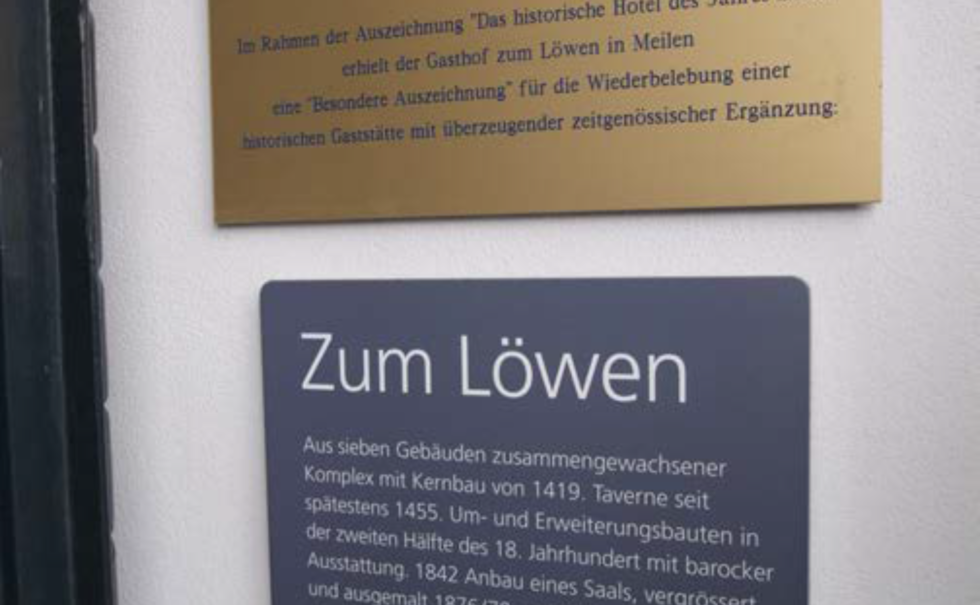 Im Rahmen der Auszeichnung "Das historische Hotel des Jahres
erhielt der Gasthof zum Löwen in Meilen
eine "Besondere Auszeichnung" für die Wiederbelebung einer
historischen Gaststätte mit überzeugender zeitgenössischer Ergänzung:
Zum Löwen
Aus sieben Gebäuden zusammengewachsener
Komplex mit Kernbau von 1419. Taverne seit
spätestens 1455. Um- und Erweiterungsbauten in
der zweiten Hälfte des 18. Jahrhundert mit barocker
Ausstattung. 1842 Anbau eines Saals, vergrössert
und ausgemalt